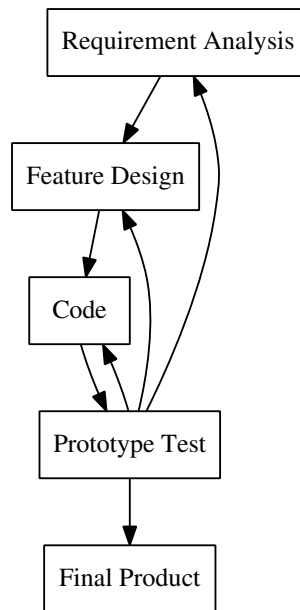 Requirement Analysis
Feature Design
Code
Prototype Test
Final Product